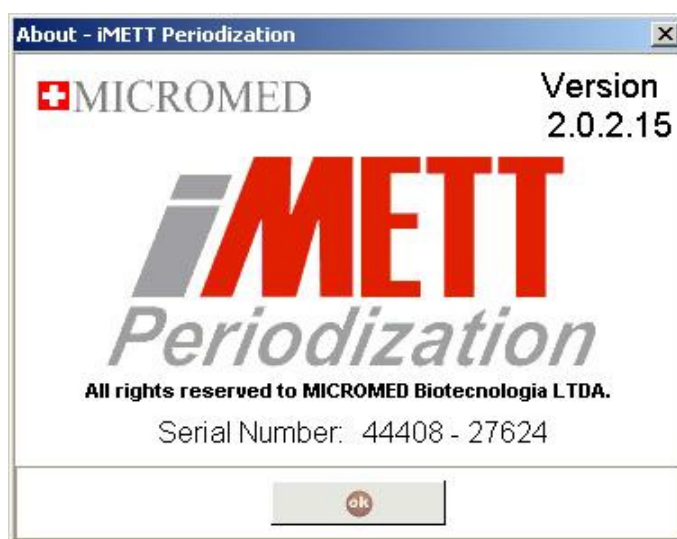 About - iMETT Periodization
MICROMED
Version
2.0.2.15
iMETT
Periodization
All rights reserved to MICROMED Biotecnologia LTDA.
Serial Number: 44408 - 27624
ok